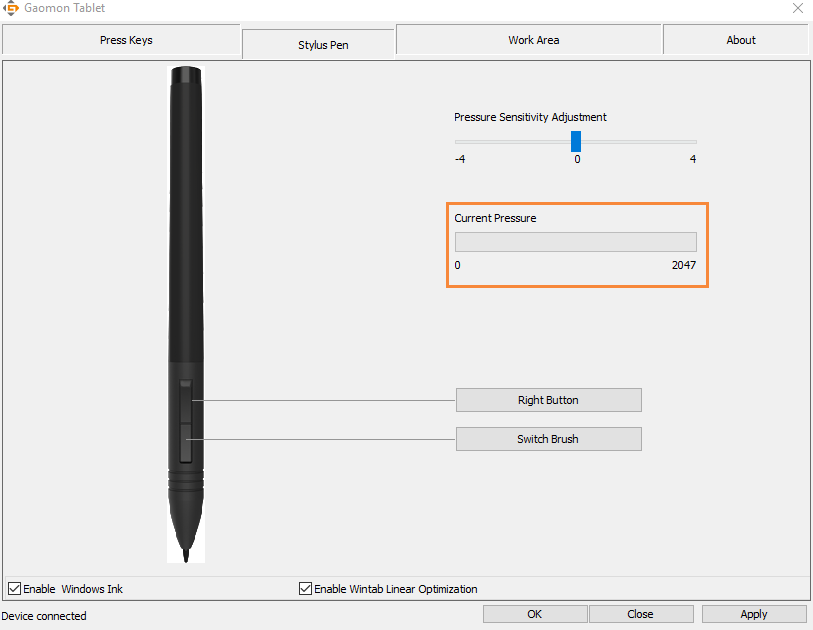 Gaomon Tablet
Press Keys
Stylus Pen
Work Area
About
Pressure Sensitivity Adjustment
-4 0 4
Current Pressure
0 2047
Right Button
Switch Brush
Enable Windows Ink
Enable Wintab Linear Optimization
Device connected
OK
Close
Apply